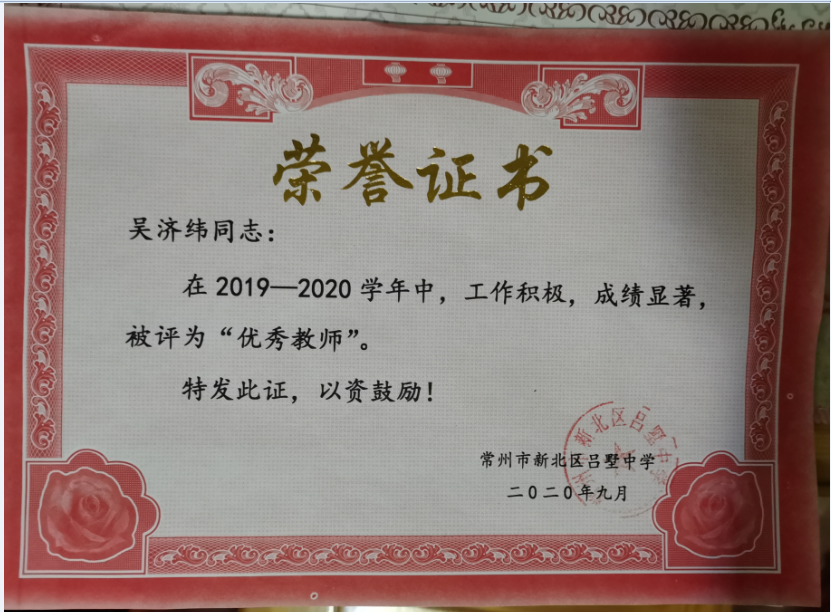 荣誉证书
吴济纬同志：
在2019—2020学年中，工作积极，成绩显著，
被评为“优秀教师”。
特发此证，以资鼓励！
常州市新北区吕墅中学
二〇二〇年九月